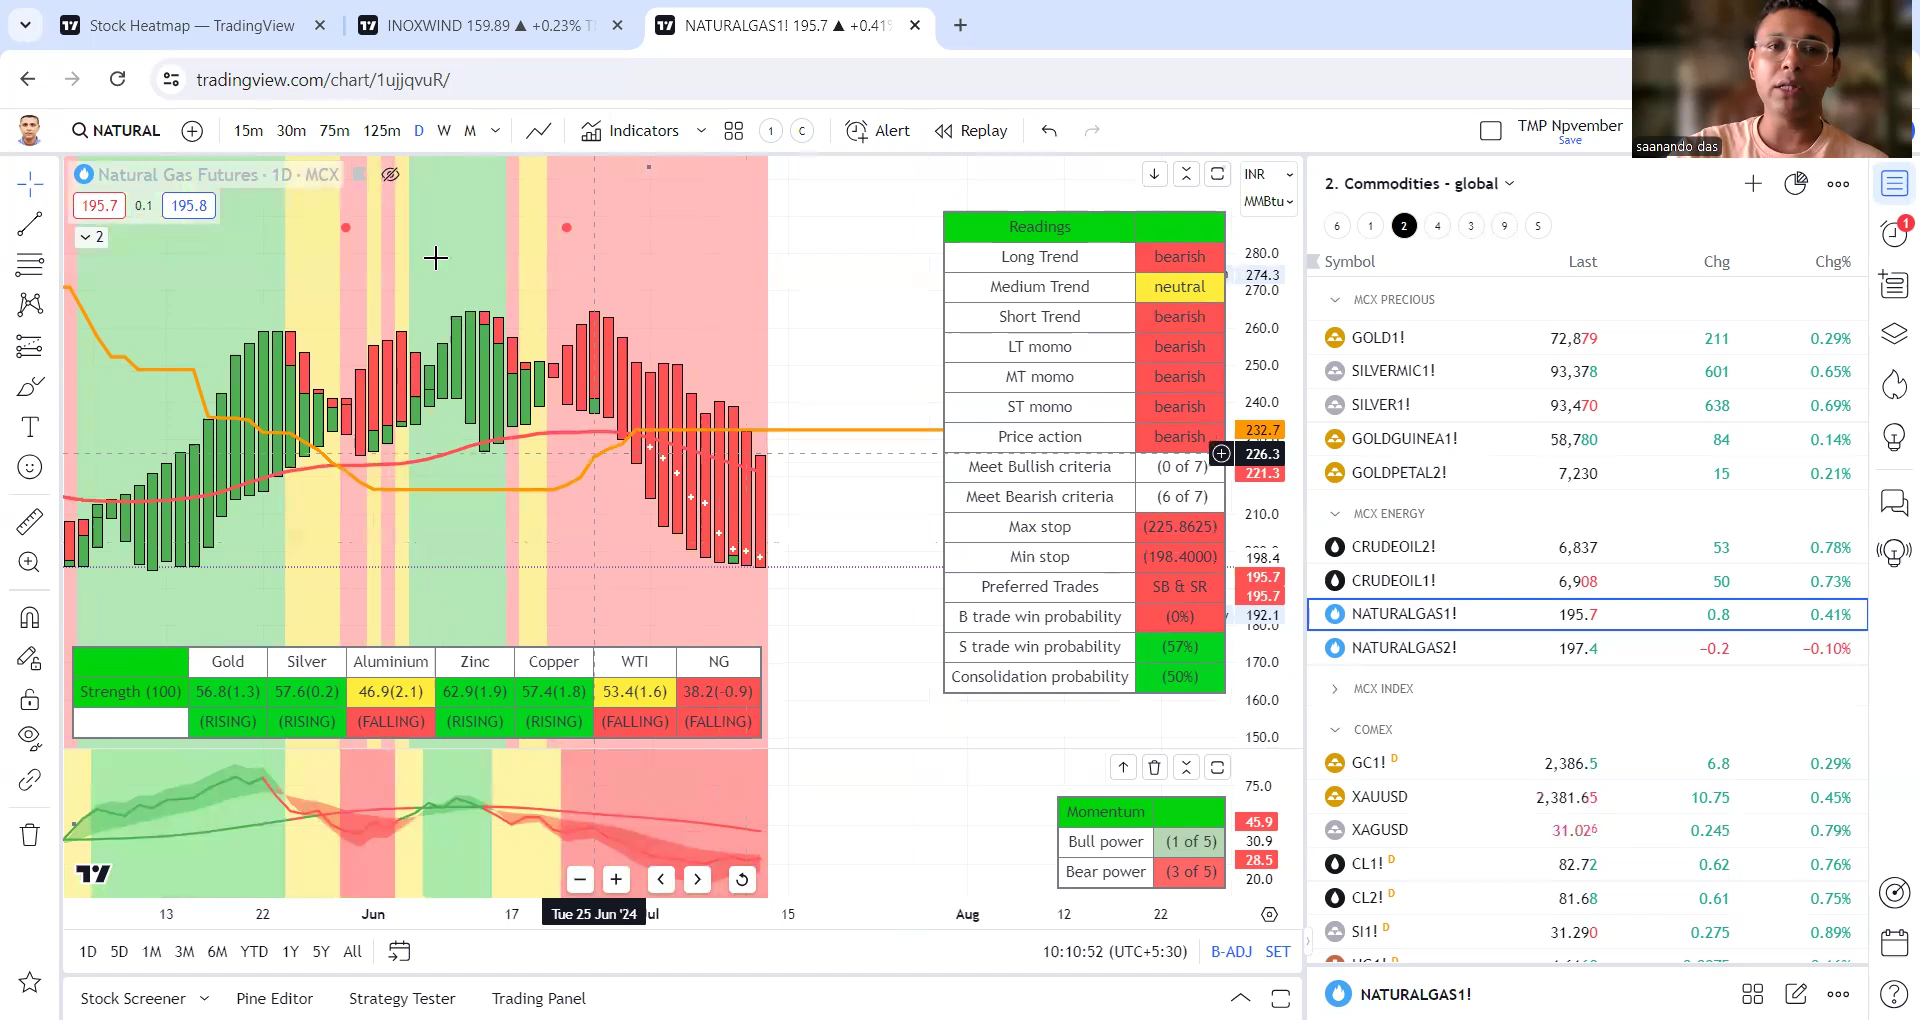 Stock Heatmap — TradingView
INOXWIND 159.89 ▲ +0.23%
NATURALGAS1! 195.7 ▲ +0.41%
tradingview.com/chart/1ujjqvuR/
NATURAL 15m 30m 75m 125m D W M Indicators 1 C Alert Replay
TMP Npvember
Save
saanando das
Natural Gas Futures · 1D · MCX
195.7 0.1 195.8
2
INR
MMBtu
Readings
Long Trend bearish
Medium Trend neutral
Short Trend bearish
LT momo bearish
MT momo bearish
ST momo bearish
Price action bearish
Meet Bullish criteria (0 of 7)
Meet Bearish criteria (6 of 7)
Max stop (225.8625)
Min stop (198.4000)
Preferred Trades SB & SR
B trade win probability (0%)
S trade win probability (57%)
Consolidation probability (50%)
280.0
274.3
270.0
260.0
250.0
240.0
232.7
226.3
221.3
210.0
198.4
195.7
195.7
192.1
180.0
170.0
160.0
150.0
Gold Silver Aluminium Zinc Copper WTI NG
Strength (100) 56.8(1.3) 57.6(0.2) 46.9(2.1) 62.9(1.9) 57.4(1.8) 53.4(1.6) 38.2(-0.9)
(RISING) (RISING) (FALLING) (RISING) (RISING) (FALLING) (FALLING)
Momentum
Bull power (1 of 5)
Bear power (3 of 5)
75.0
45.9
30.9
28.5
20.0
13 22 Jun 17 Tue 25 Jun '24 15 Aug 12 22
1D 5D 1M 3M 6M YTD 1Y 5Y All
10:10:52 (UTC+5:30) B-ADJ SET
Stock Screener Pine Editor Strategy Tester Trading Panel
2. Commodities - global
6 1 2 4 3 9 5
Symbol Last Chg Chg%
MCX PRECIOUS
GOLD1! 72,879 211 0.29%
SILVERMIC1! 93,378 601 0.65%
SILVER1! 93,470 638 0.69%
GOLDGUINEA1! 58,780 84 0.14%
GOLDPETAL2! 7,230 15 0.21%
MCX ENERGY
CRUDEOIL2! 6,837 53 0.78%
CRUDEOIL1! 6,908 50 0.73%
NATURALGAS1! 195.7 0.8 0.41%
NATURALGAS2! 197.4 −0.2 −0.10%
MCX INDEX
COMEX
GC1! D 2,386.5 6.8 0.29%
XAUUSD 2,381.65 10.75 0.45%
XAGUSD 31.026 0.245 0.79%
CL1! D 82.72 0.62 0.76%
CL2! D 81.68 0.61 0.75%
SI1! D 31.290 0.275 0.89%
NATURALGAS1!
1